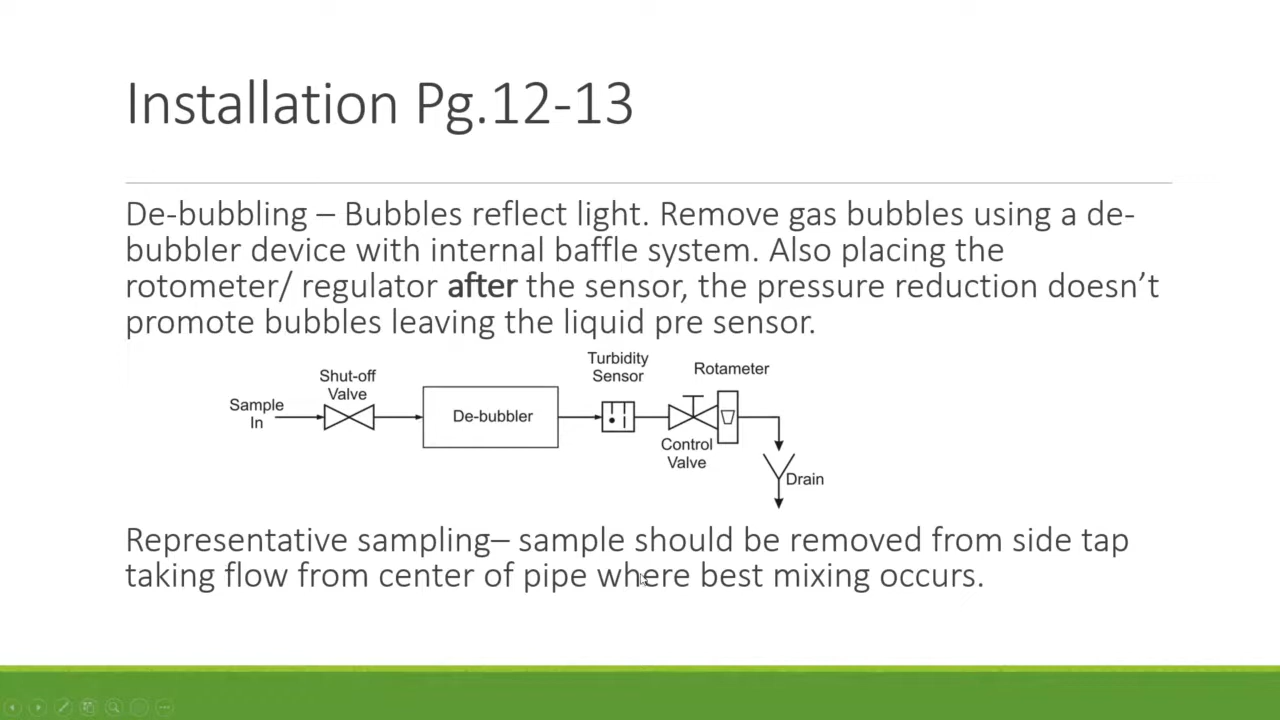 Installation Pg.12-13
De-bubbling – Bubbles reflect light. Remove gas bubbles using a de-
bubbler device with internal baffle system. Also placing the
rotometer/ regulator after the sensor, the pressure reduction doesn’t
promote bubbles leaving the liquid pre sensor.
Sample
In
Shut-off
Valve
De-bubbler
Turbidity
Sensor
Control
Valve
Rotameter
Drain
Representative sampling– sample should be removed from side tap
taking flow from center of pipe where best mixing occurs.